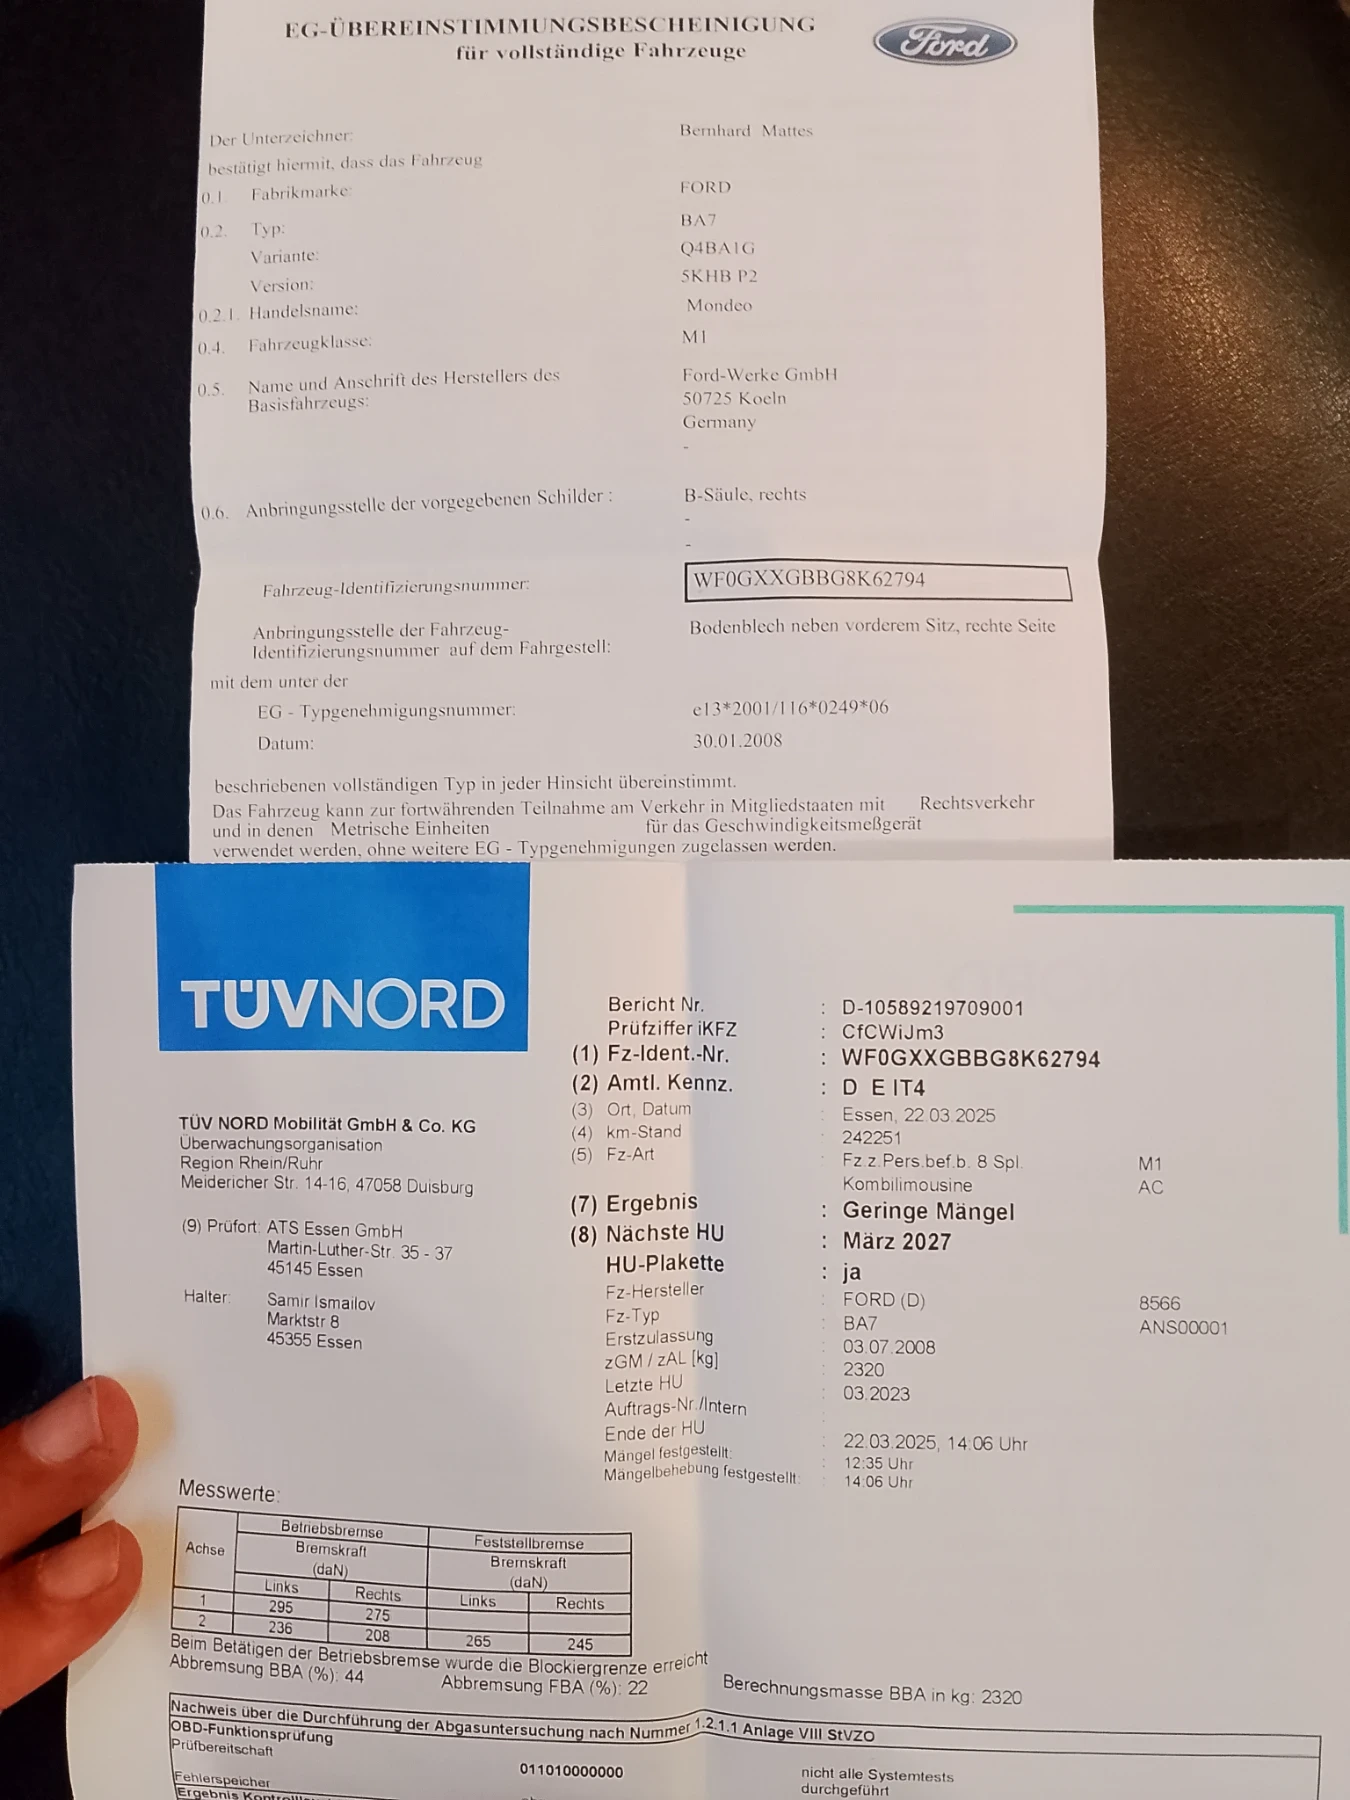 EG-ÜBEREINSTIMMUNGSBESCHEINIGUNG
für vollständige Fahrzeuge
Ford
Der Unterzeichner: Bernhard Mattes
bestätigt hiermit, dass das Fahrzeug
0.1. Fabrikmarke: FORD
0.2. Typ: BA7
Variante: Q4BA1G
Version: 5KHB P2
0.2.1. Handelsname: Mondeo
0.4. Fahrzeugklasse: M1
0.5. Name und Anschrift des Herstellers des Basisfahrzeugs: Ford-Werke GmbH
50725 Koeln
Germany
-
0.6. Anbringungsstelle der vorgegebenen Schilder : B-Säule, rechts
-
-
Fahrzeug-Identifizierungsnummer: WF0GXXGBBG8K62794
Anbringungsstelle der Fahrzeug- Bodenblech neben vorderem Sitz, rechte Seite
Identifizierungsnummer auf dem Fahrgestell:
mit dem unter der
EG - Typgenehmigungsnummer: e13*2001/116*0249*06
Datum: 30.01.2008
beschriebenen vollständigen Typ in jeder Hinsicht übereinstimmt.
Das Fahrzeug kann zur fortwährenden Teilnahme am Verkehr in Mitgliedstaaten mit Rechtsverkehr
und in denen Metrische Einheiten für das Geschwindigkeitsmeßgerät
verwendet werden, ohne weitere EG - Typgenehmigungen zugelassen werden.
TÜVNORD
TÜV NORD Mobilität GmbH & Co. KG
Überwachungsorganisation
Region Rhein/Ruhr
Meidericher Str. 14-16, 47058 Duisburg
(9) Prüfort: ATS Essen GmbH
Martin-Luther-Str. 35 - 37
45145 Essen
Halter: Samir Ismailov
Marktstr 8
45355 Essen
Bericht Nr. : D-10589219709001
Prüfziffer iKFZ : CfCWiJm3
(1) Fz-Ident.-Nr. : WF0GXXGBBG8K62794
(2) Amtl. Kennz. : D E IT4
(3) Ort, Datum : Essen, 22.03.2025
(4) km-Stand : 242251
(5) Fz-Art : Fz.z.Pers.bef.b. 8 Spl. M1
Kombilimousine AC
(7) Ergebnis : Geringe Mängel
(8) Nächste HU : März 2027
HU-Plakette : ja
Fz-Hersteller : FORD (D) 8566
Fz-Typ : BA7 ANS00001
Erstzulassung : 03.07.2008
zGM / zAL [kg] : 2320
Letzte HU : 03.2023
Auftrags-Nr./Intern :
Ende der HU : 22.03.2025, 14:06 Uhr
Mängel festgestellt: : 12:35 Uhr
Mängelbehebung festgestellt: : 14:06 Uhr
Messwerte:
Achse Betriebsbremse Feststellbremse
Bremskraft Bremskraft
(daN) (daN)
Links Rechts Links Rechts
1 295 275
2 236 208 265 245
Beim Betätigen der Betriebsbremse wurde die Blockiergrenze erreicht
Abbremsung BBA (%): 44 Abbremsung FBA (%): 22 Berechnungsmasse BBA in kg: 2320
Nachweis über die Durchführung der Abgasuntersuchung nach Nummer 1.2.1.1 Anlage VIII StVZO
OBD-Funktionsprüfung
Prüfbereitschaft 011010000000 nicht alle Systemtests
durchgeführt
Fehlerspeicher